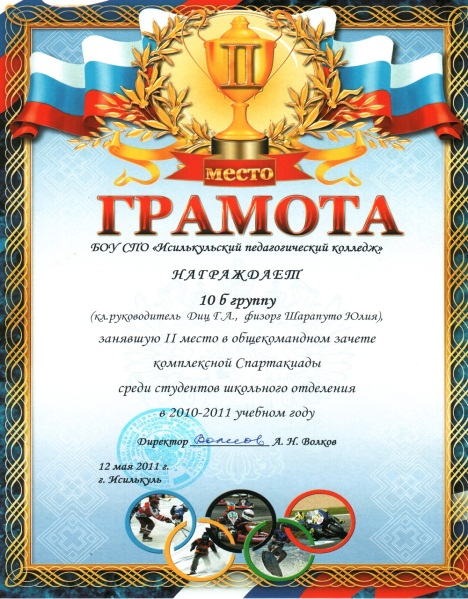 II
место
ГРАМОТА
БОУ СПО «Исилькульский педагогический колледж»
НАГРАЖДАЕТ
10 б группу
(кл.руководитель Диц Г.А., физорг Шарапуто Юлия),
занявшую II место в общекомандном зачете
комплексной Спартакиады
среди студентов школьного отделения
в 2010-2011 учебном году
Директор А. Н. Волков
12 мая 2011 г.
г. Исилькуль